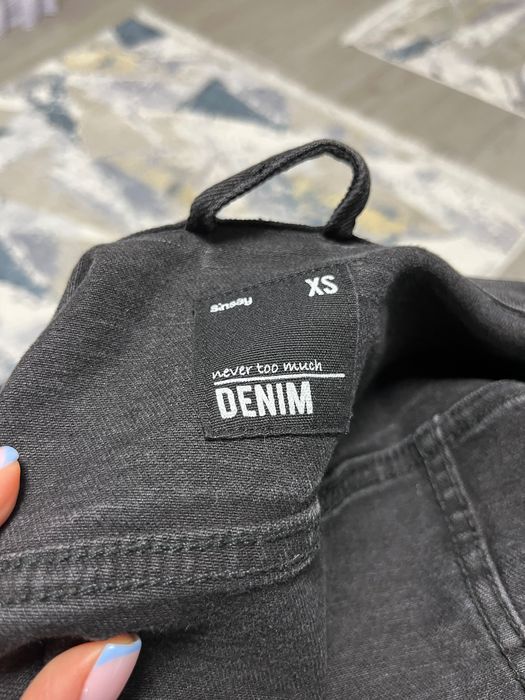 sinsay
XS
never too much
DENIM